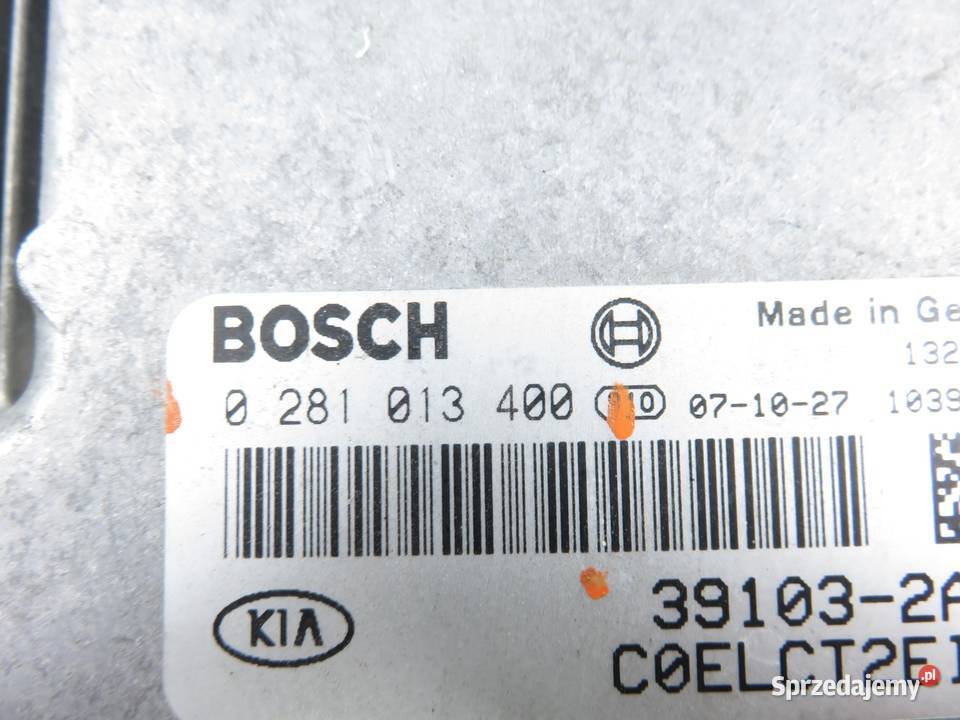 BOSCH
Made in Ge
132
0 281 013 400 07-10-27 1039
KIA
39103-2A
C0ELCT2EI
Sprzedajemy.pl